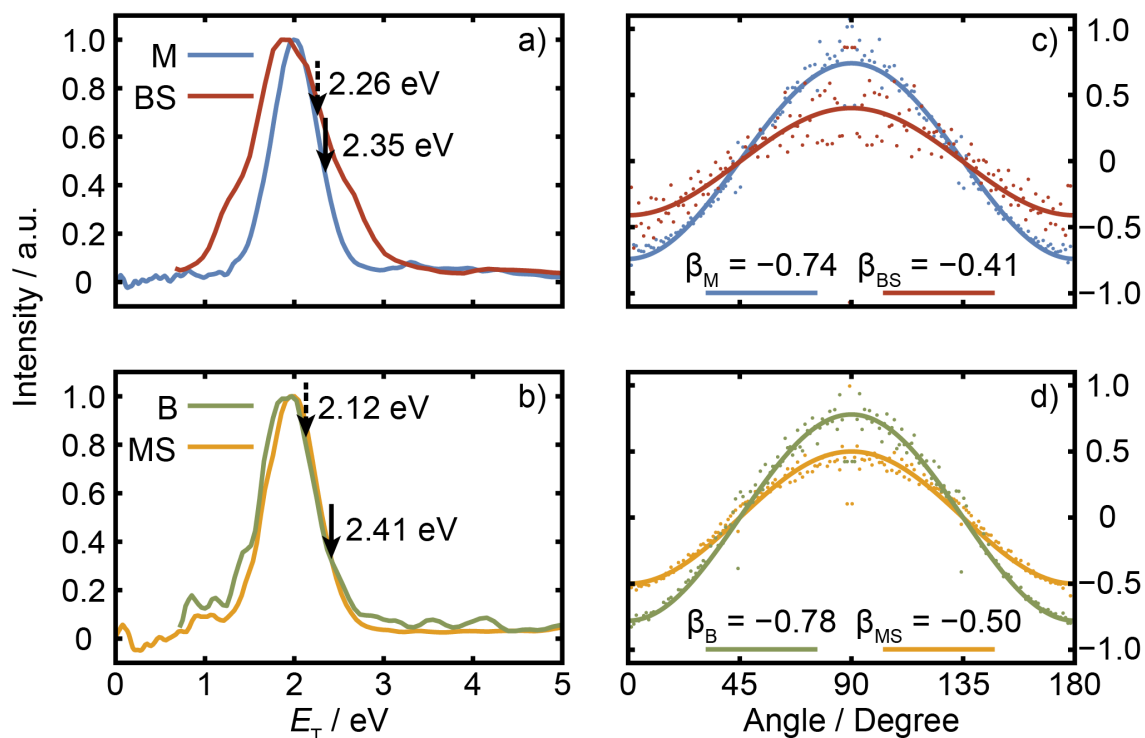 Intensity / a.u.
a)
M
BS
2.26 eV
2.35 eV
1.0
0.8
0.6
0.4
0.2
0
c)
β_M = −0.74 β_BS = −0.41
1.0
0.5
0
−0.5
−1.0
b)
B
MS
2.12 eV
2.41 eV
1.0
0.8
0.6
0.4
0.2
0
0 1 2 3 4 5
E_T / eV
d)
β_B = −0.78 β_MS = −0.50
1.0
0.5
0
−0.5
−1.0
0 45 90 135 180
Angle / Degree